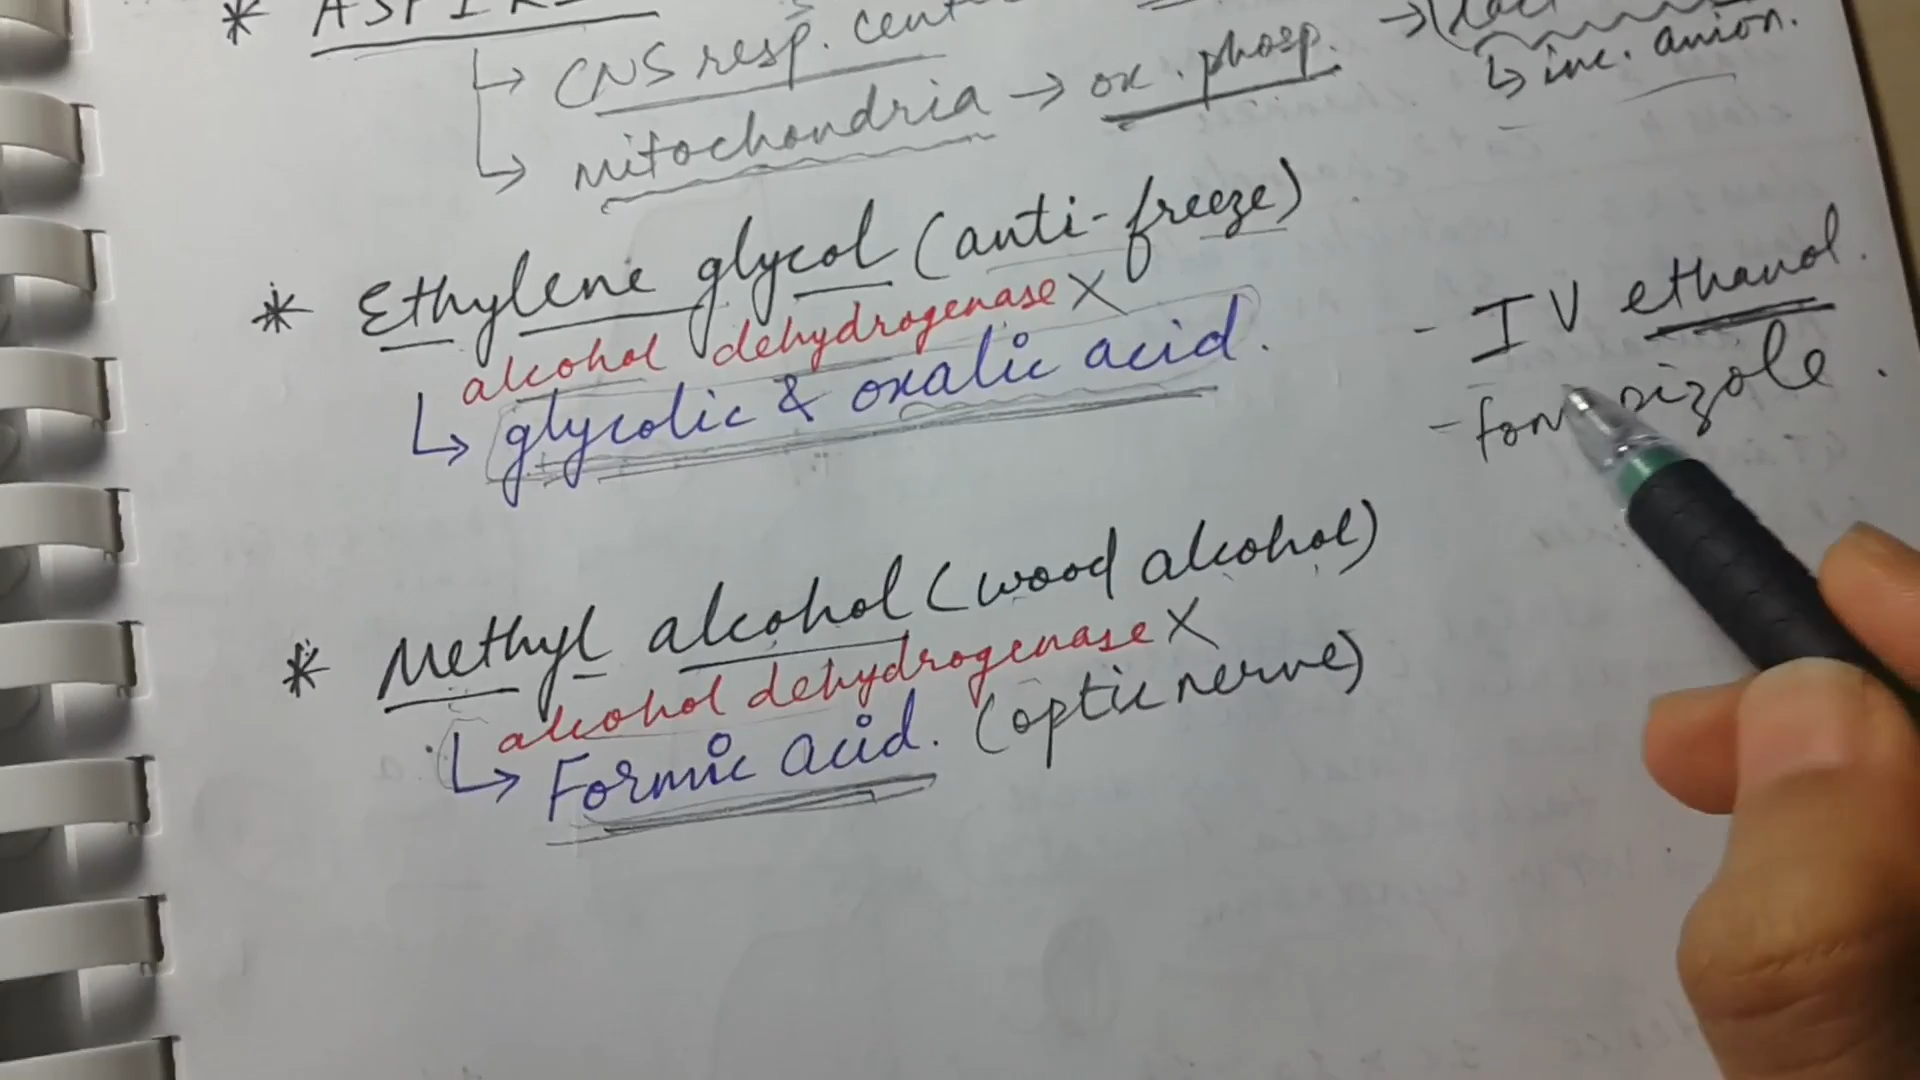 * ASPIR
↳ CNS resp. cent
↳ mitochondria → ox. phosp. →
↳ inc. anion.
* Ethylene glycol (anti-freeze)
alcohol dehydrogenase X
↳ glycolic & oxalic acid.
- IV ethanol.
* Methyl alcohol (wood alcohol)
alcohol dehydrogenase X
↳ Formic acid. (optic nerve)